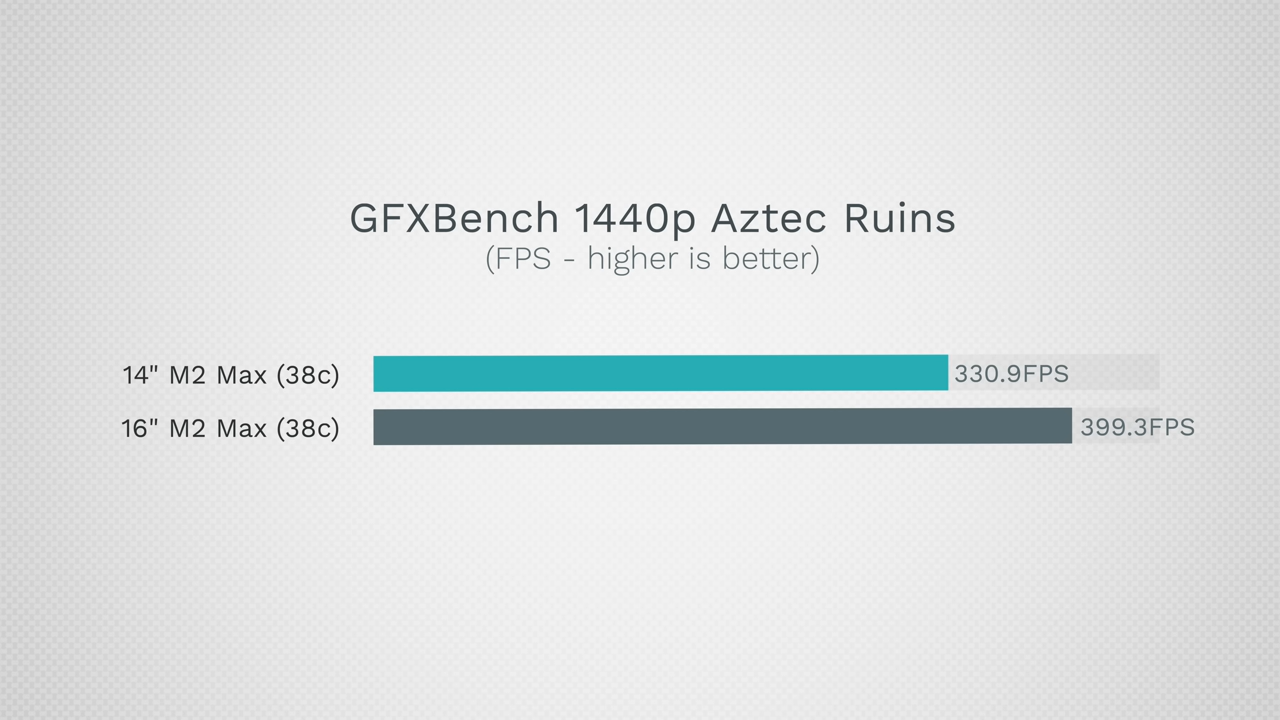 GFXBench 1440p Aztec Ruins
(FPS - higher is better)
14" M2 Max (38c) 330.9FPS
16" M2 Max (38c) 399.3FPS